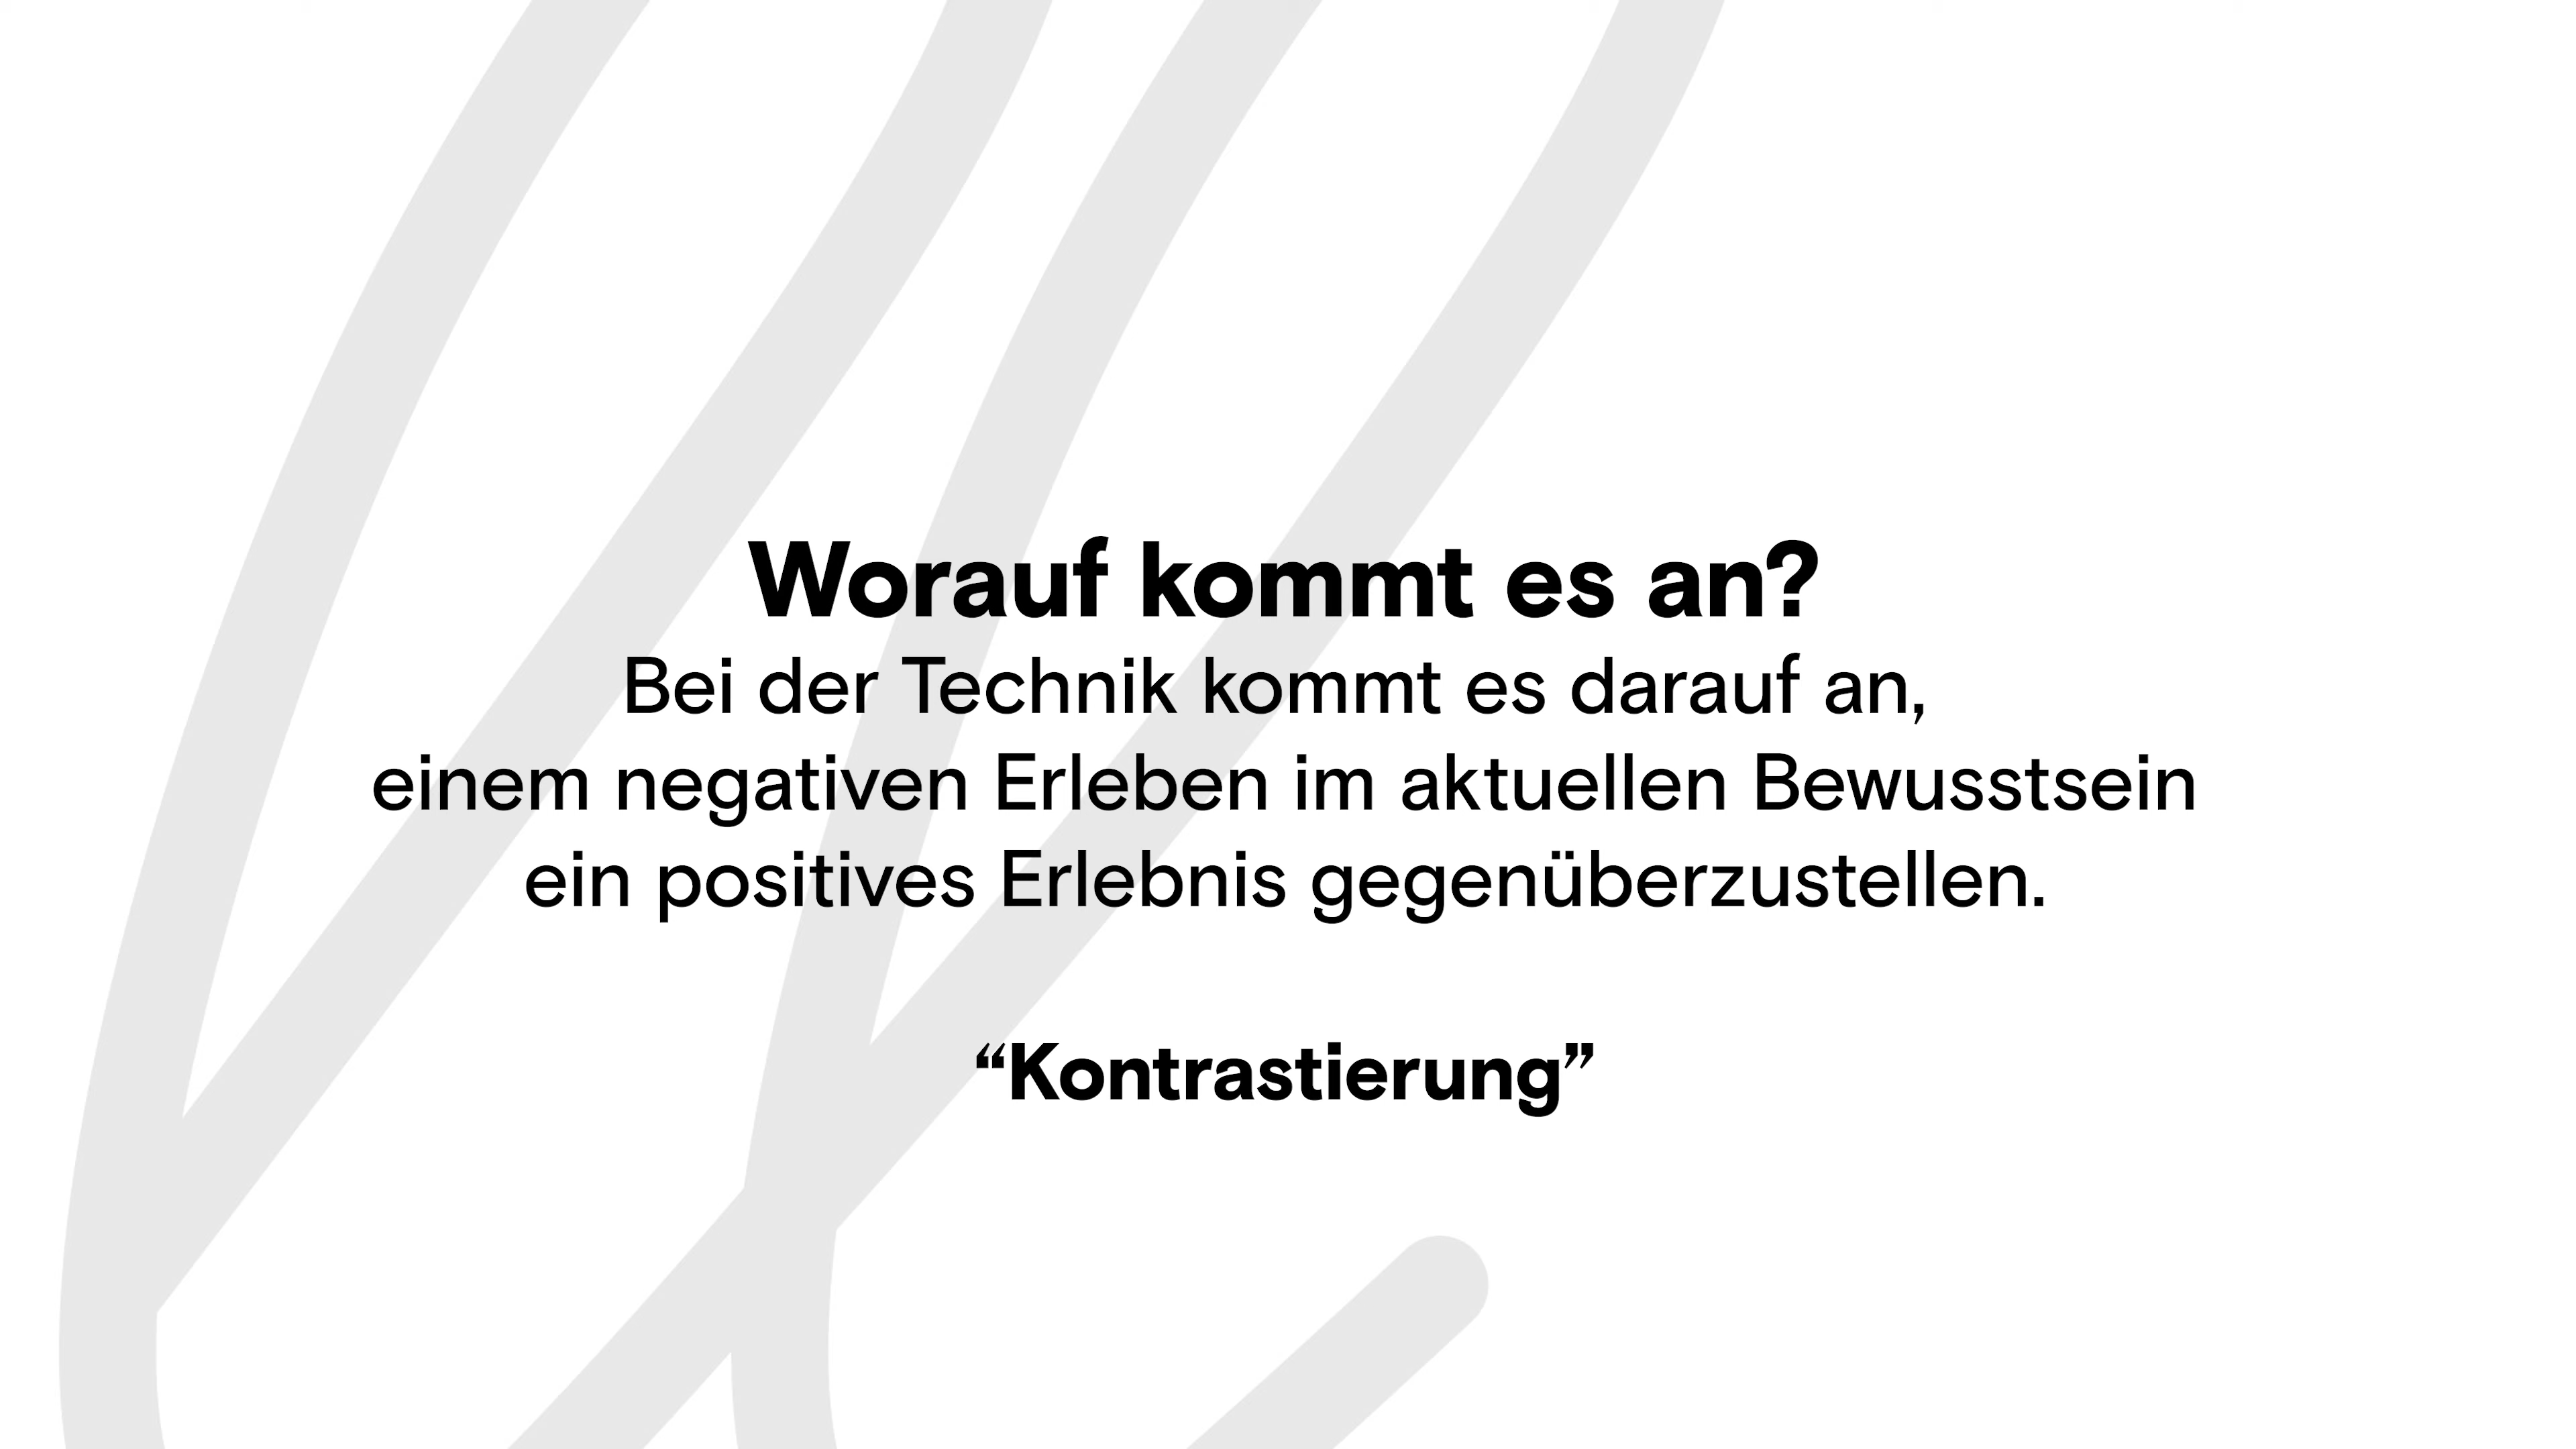 Worauf kommt es an?
Bei der Technik kommt es darauf an,
einem negativen Erleben im aktuellen Bewusstsein
ein positives Erlebnis gegenüberzustellen.
“Kontrastierung”